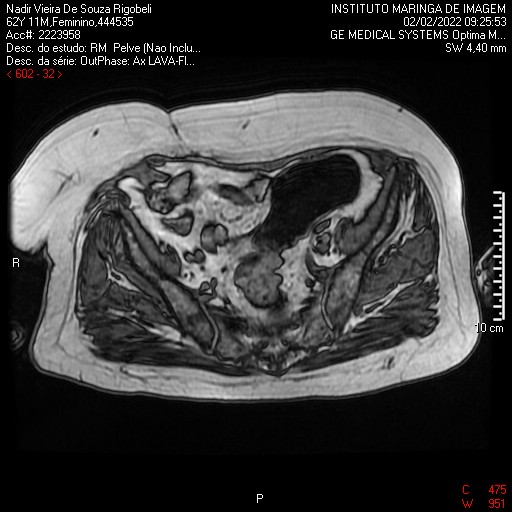 Nadir Vieira De Souza Rigobeli
62Y 11M,Feminino,444535
Acc#: 2223958
Desc. do estudo: RM Pelve (Nao Inclu...
Desc. da série: OutPhase: Ax LAVA-Fl...
< 602 - 32 >
INSTITUTO MARINGA DE IMAGEM
02/02/2022 09:25:53
GE MEDICAL SYSTEMS Optima M...
SW 4,40 mm
R
10 cm
P
C 475
W 951